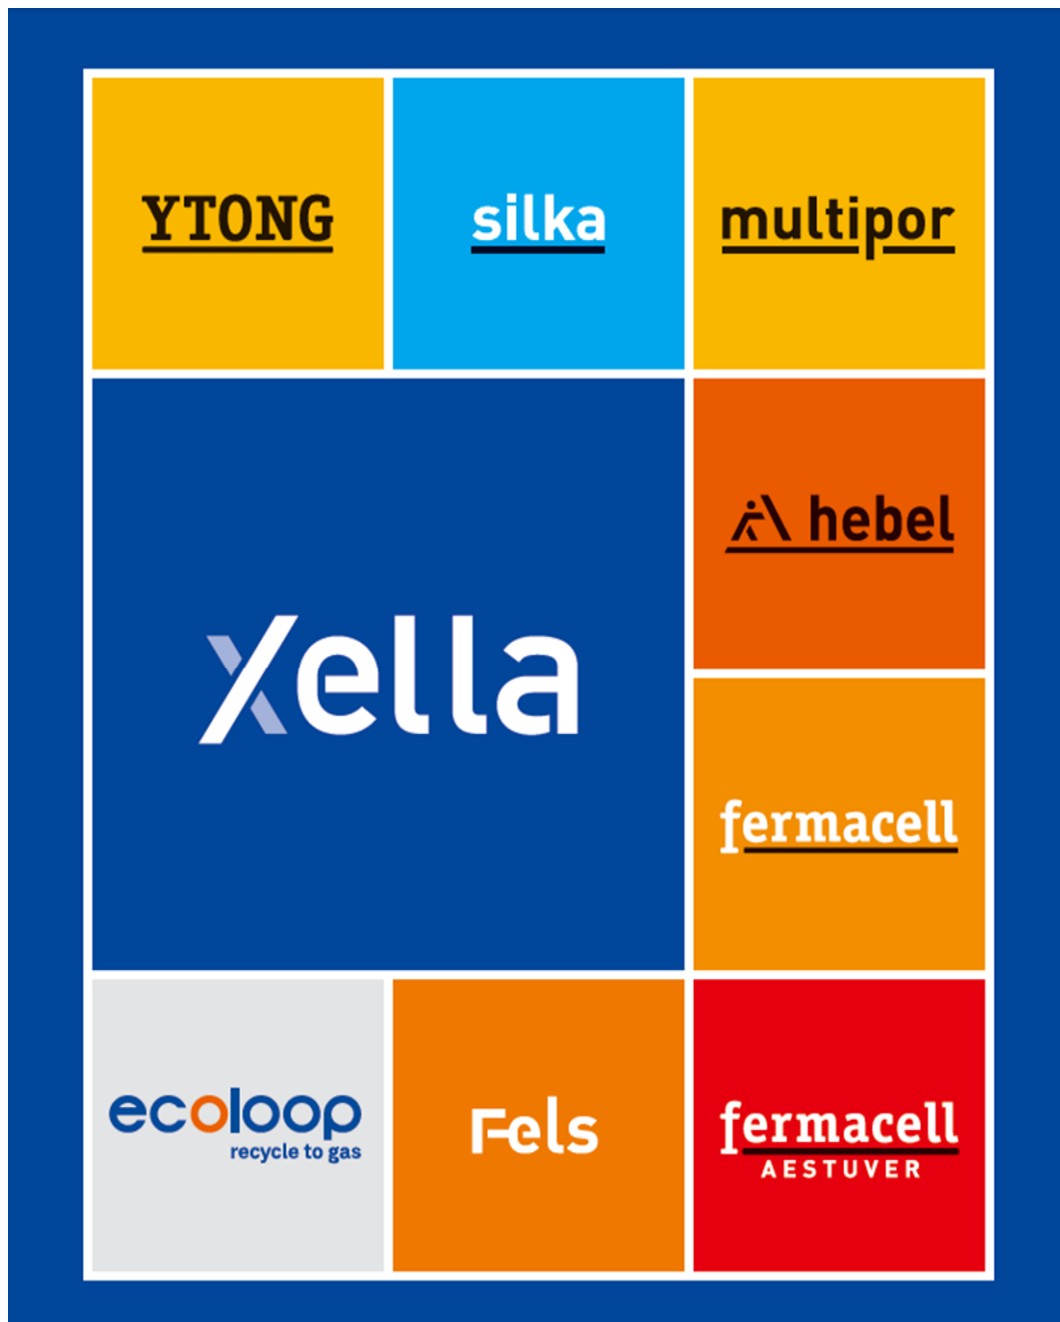 YTONG
silka
multipor
hebel
xella
fermacell
ecoloop
recycle to gas
Fels
fermacell
AESTUVER